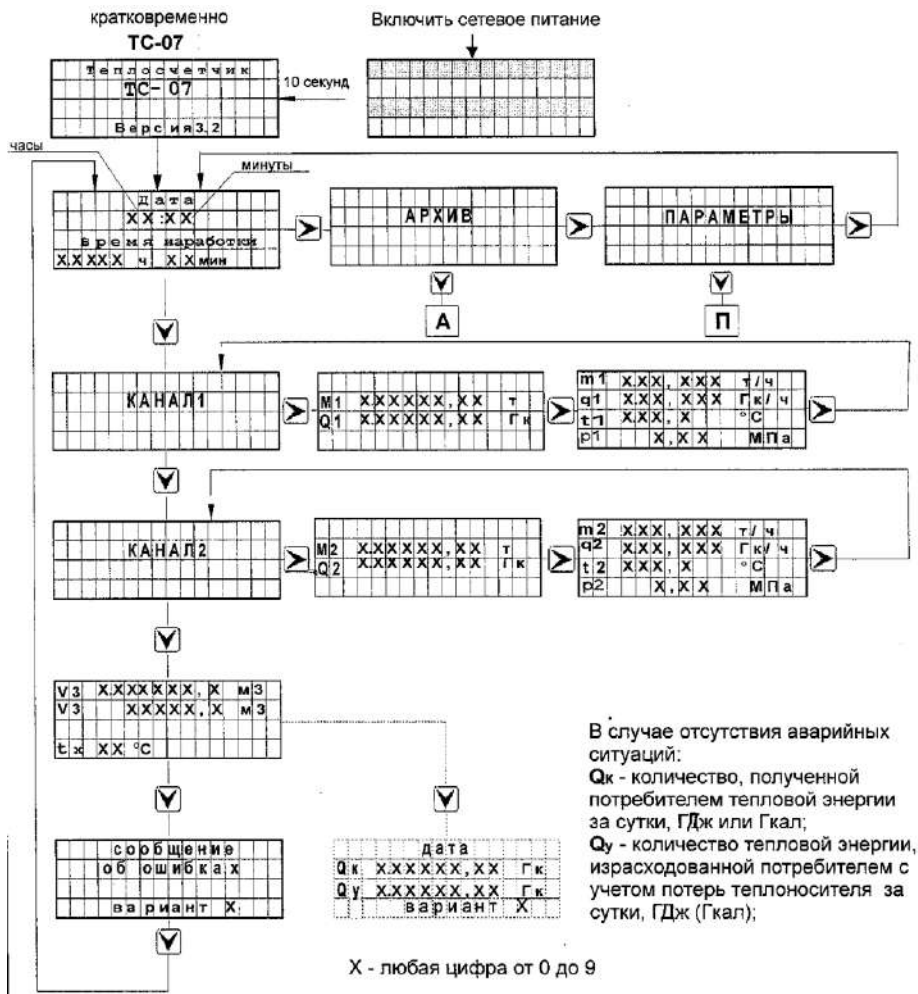 кратковременно
ТС-07
Включить сетевое питание
Теплосчетчик
ТС- 07
Версия3.2
10 секунд
часы
минуты
Дата
ХХ:ХХ
Время наработки
ХХХХХ ч ХХмин
АРХИВ
ПАРАМЕТРЫ
А
П
КАНАЛ1
М1 ХХХХХХ,ХХ т
Q1 ХХХХХХ,ХХ Гк
m1 ХХХ,ХХХ т/ч
q1 ХХХ,ХХХ Гк/ч
t1 ХХХ,Х °С
p1 Х,ХХ МПа
КАНАЛ2
М2 ХХХХХХ,ХХ т
Q2 ХХХХХХ,ХХ Гк
m2 ХХХ,ХХХ т/ч
q2 ХХХ,ХХХ Гк/ч
t2 ХХХ,Х °С
p2 Х,ХХ МПа
V3 ХХХХХХХ,Х м3
V3 ХХХХХ,Х м3
tх ХХ °С
сообщение
об ошибках
вариант Х
дата
Qк ХХХХХХ,ХХ Гк
Qу ХХХХХХ,ХХ Гк
вариант Х
В случае отсутствия аварийных
ситуаций:
Qк - количество, полученной
потребителем тепловой энергии
за сутки, ГДж или Гкал;
Qу - количество тепловой энергии,
израсходованной потребителем с
учетом потерь теплоносителя за
сутки, ГДж (Гкал);
Х - любая цифра от 0 до 9